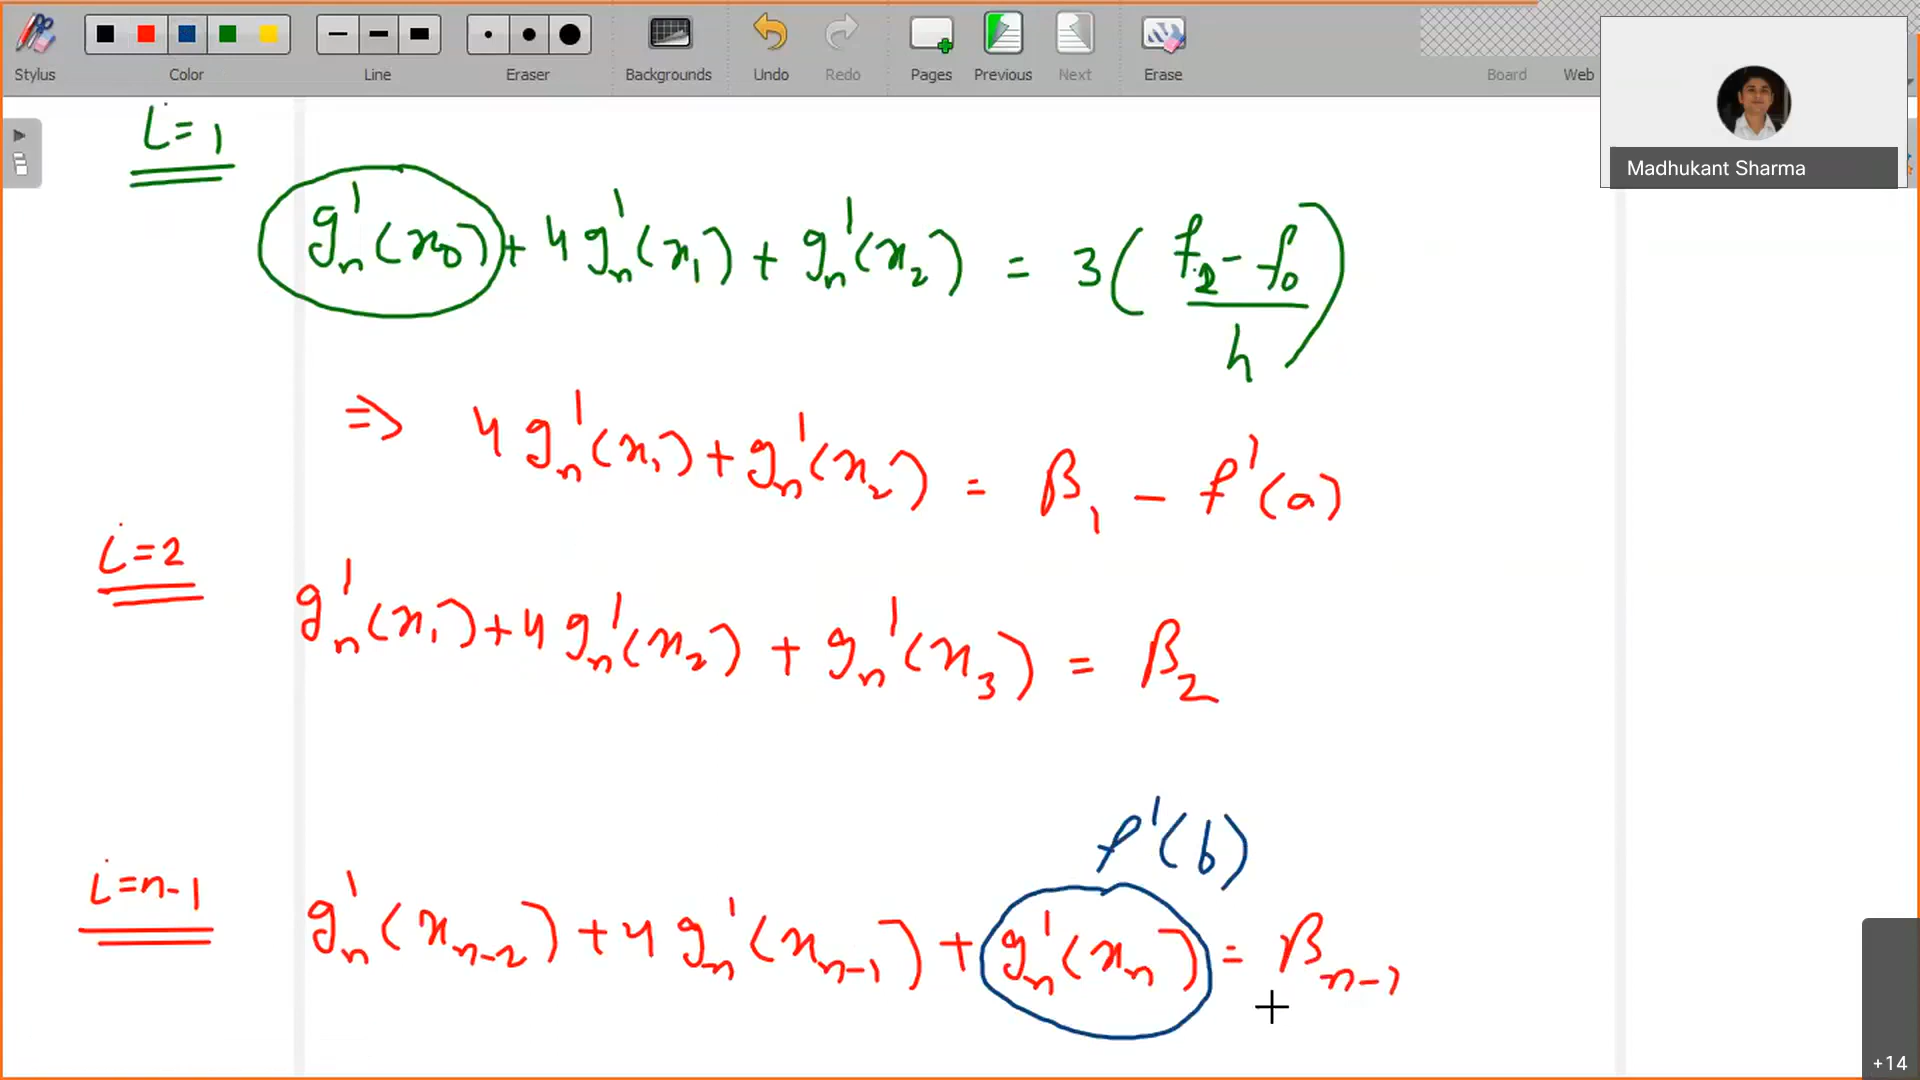 Stylus Color Line Eraser Backgrounds Undo Redo Pages Previous Next Erase Board Web
Madhukant Sharma
i=1
g'n(x0) + 4g'n(x1) + g'n(x2) = 3(f2 - f0 / h)
⇒ 4g'n(x1) + g'n(x2) = β1 - f'(a)
i=2
g'n(x1) + 4g'n(x2) + g'n(x3) = β2
f'(b)
i=n-1
g'n(xn-2) + 4g'n(xn-1) + g'n(xn) = βn-1
+14